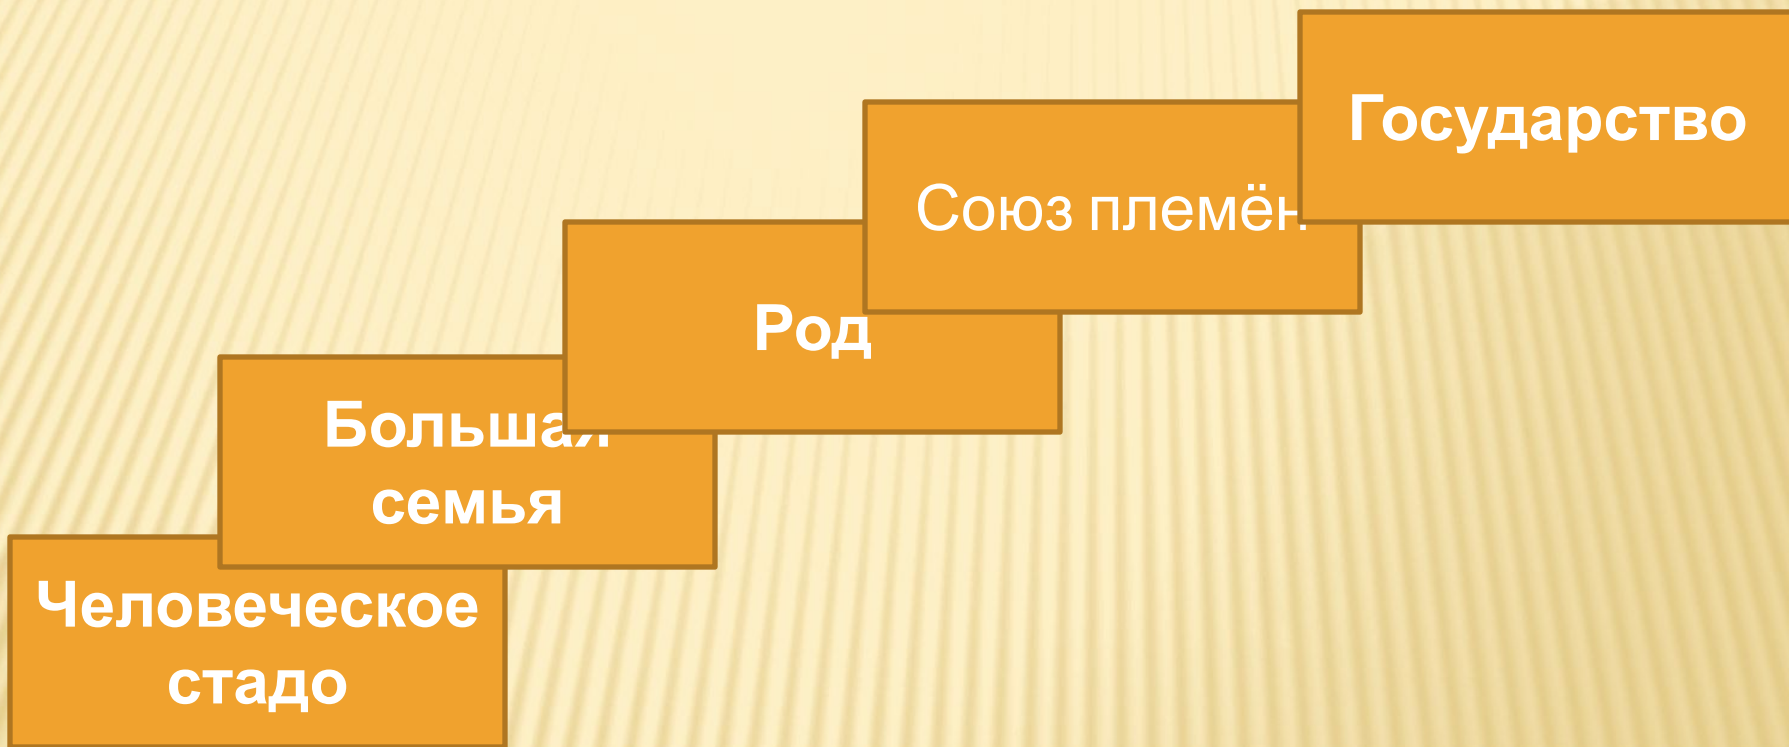 Государство
Союз племён
Род
Большая
семья
Человеческое
стадо